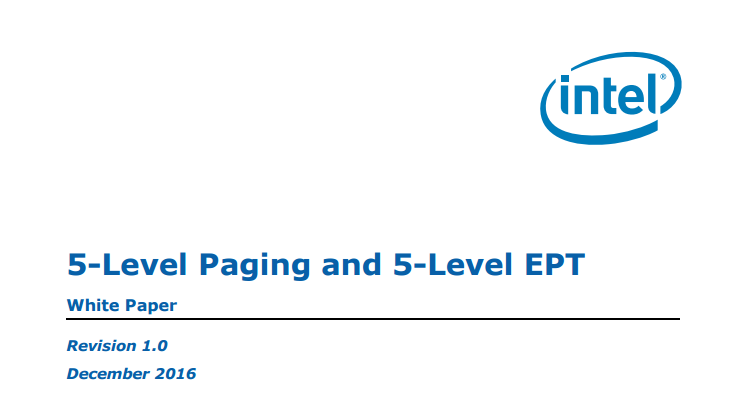 intel®
5-Level Paging and 5-Level EPT
White Paper
Revision 1.0
December 2016